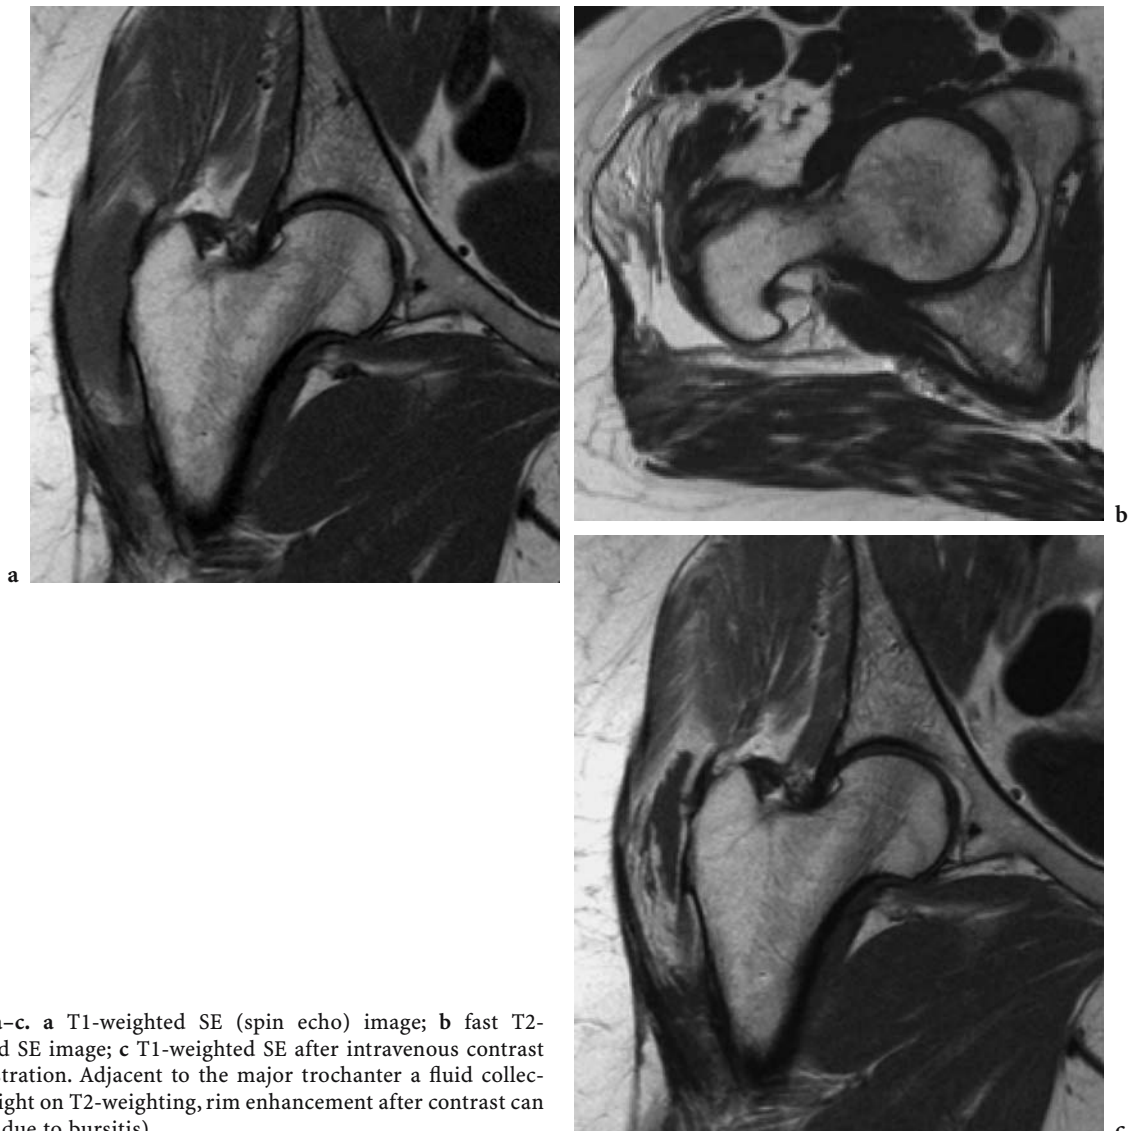 a
b
c
a–c. a T1-weighted SE (spin echo) image; b fast T2-
d SE image; c T1-weighted SE after intravenous contrast
stration. Adjacent to the major trochanter a fluid collec-
ight on T2-weighting, rim enhancement after contrast can
due to bursitis)